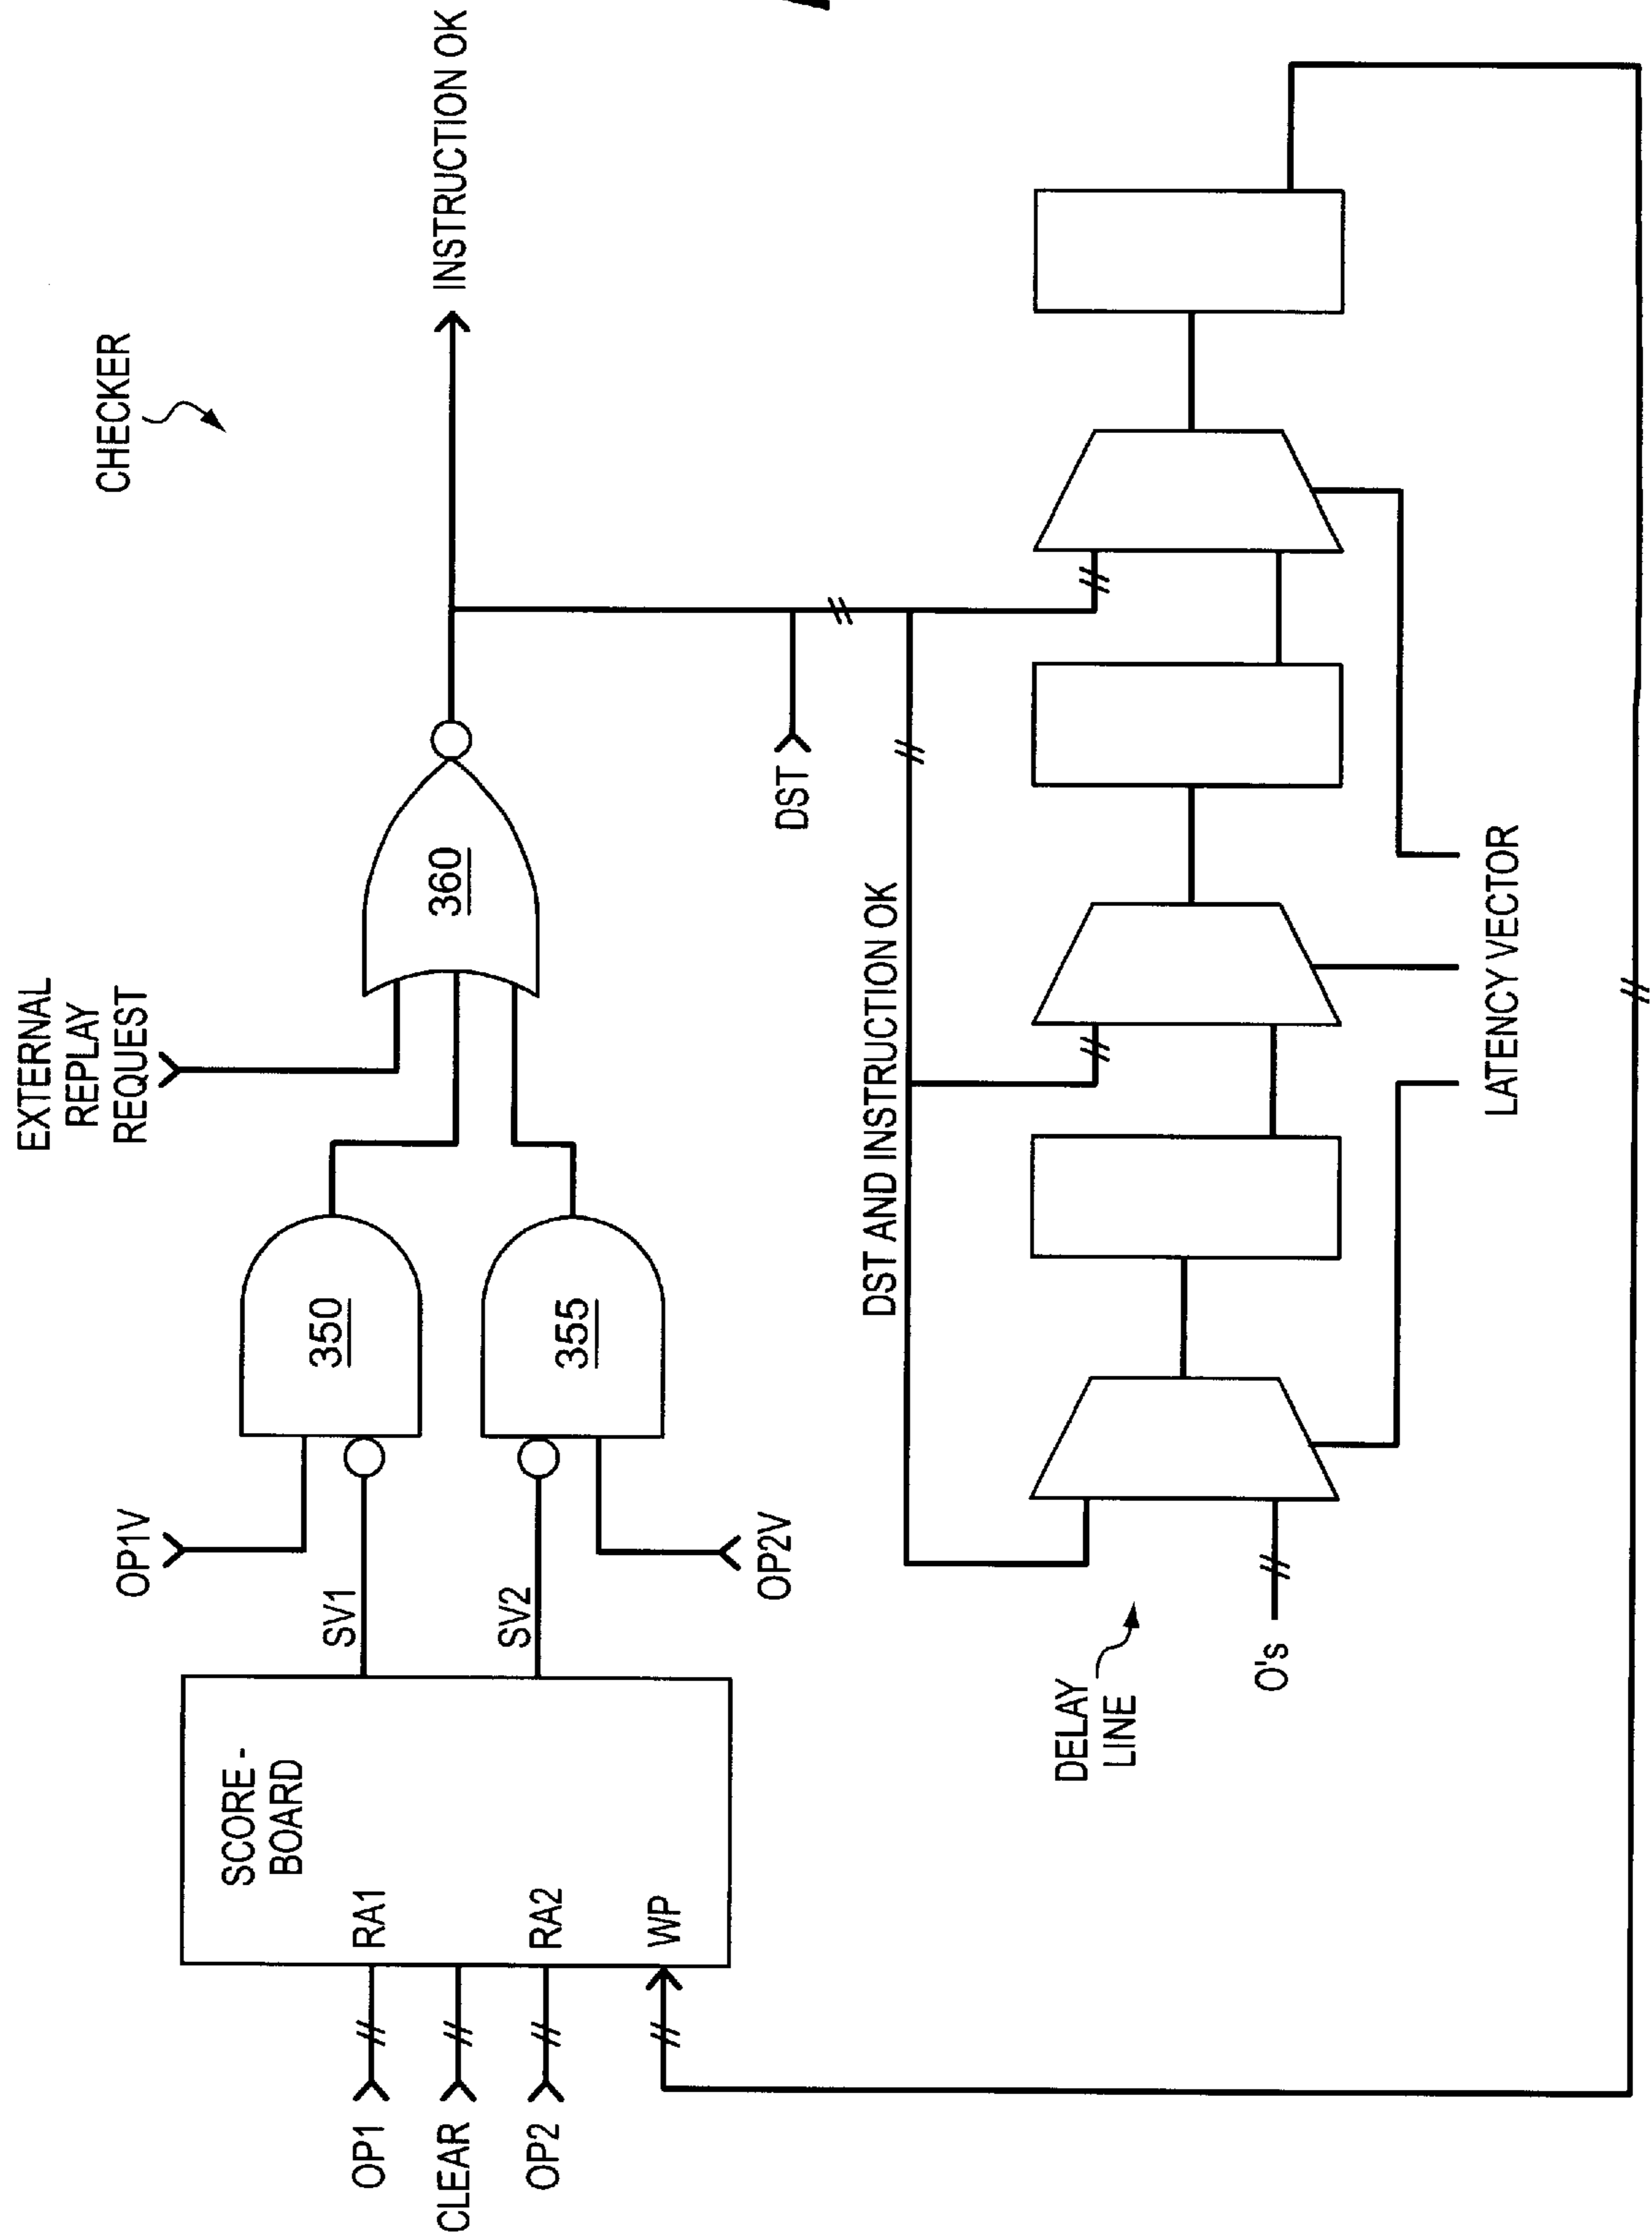 CHECKER
EXTERNAL
REPLAY
REQUEST
INSTRUCTION OK
OP1V
SV1
350
360
SCORE-
BOARD
OP1
RA1
CLEAR
SV2
355
OP2
RA2
WP
OP2V
DST
DST AND INSTRUCTION OK
DELAY
LINE
O's
LATENCY VECTOR